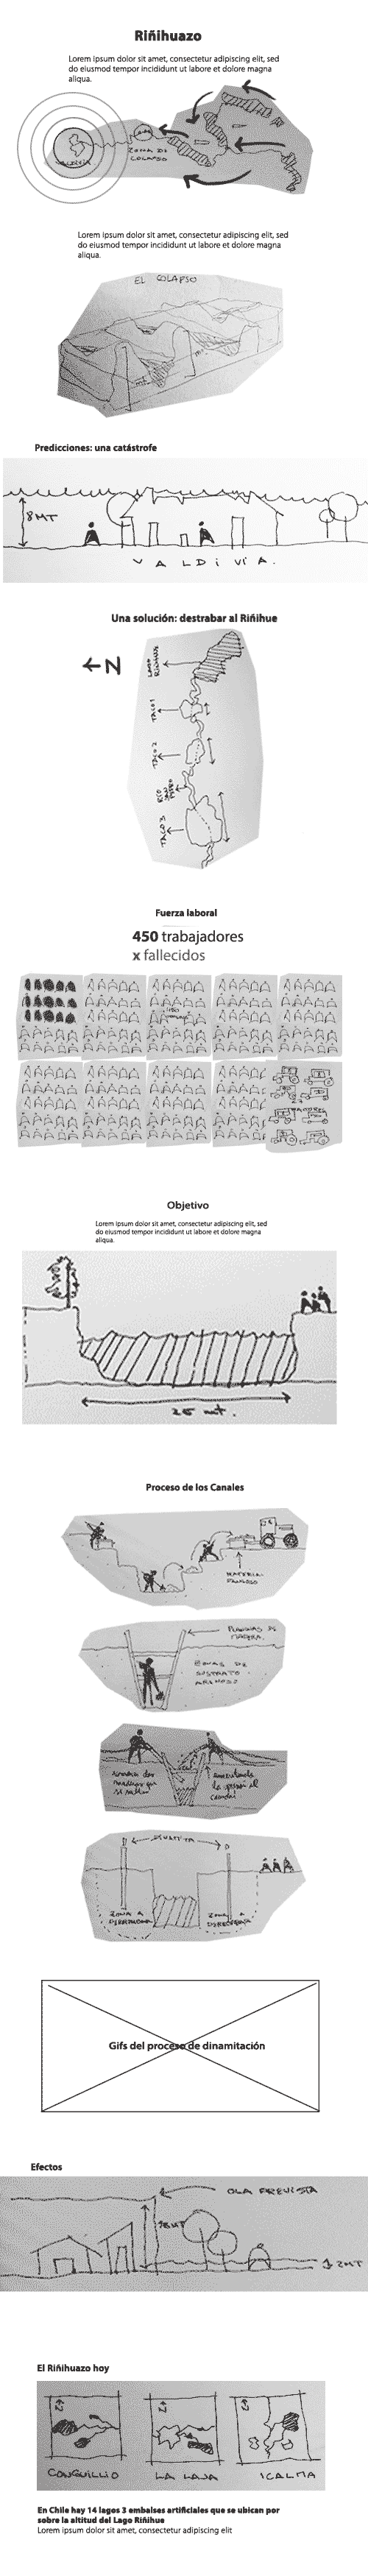 Riñihuazo
Lorem ipsum dolor sit amet, consectetur adipiscing elit, sed
do eiusmod tempor incididunt ut labore et dolore magna
aliqua.
VALDIVIA
ZONA DE
COLAPSO
Lorem ipsum dolor sit amet, consectetur adipiscing elit, sed
do eiusmod tempor incididunt ut labore et dolore magna
aliqua.
EL COLAPSO
Predicciones: una catástrofe
8MT
VALDIVIA.
Una solución: destrabar al Riñihue
N
LAGO
RIÑIHUE
TACO 1
TACO 2
RIO
SAN
PEDRO
TACO 3
Fuerza laboral
450 trabajadores
x fallecidos
Objetivo
Lorem ipsum dolor sit amet, consectetur adipiscing elit, sed
do eiusmod tempor incididunt ut labore et dolore magna
aliqua.
25 mt.
Proceso de los Canales
MATERIAL
FANGOSO
PLANCHAS DE
MADERA.
ZONAS DE
SUSTRATO
ARENOSO
ZONA A
ZONA A
Gifs del proceso de dinamitación
Efectos
OLA PREVISTA
8MT
2MT
El Riñihuazo hoy
N
N
N
CONGUILLIO
LA LAJA
ICALMA
En Chile hay 14 lagos 3 embalses artificiales que se ubican por
sobre la altitud del Lago Riñihue
Lorem ipsum dolor sit amet, consectetur adipiscing elit